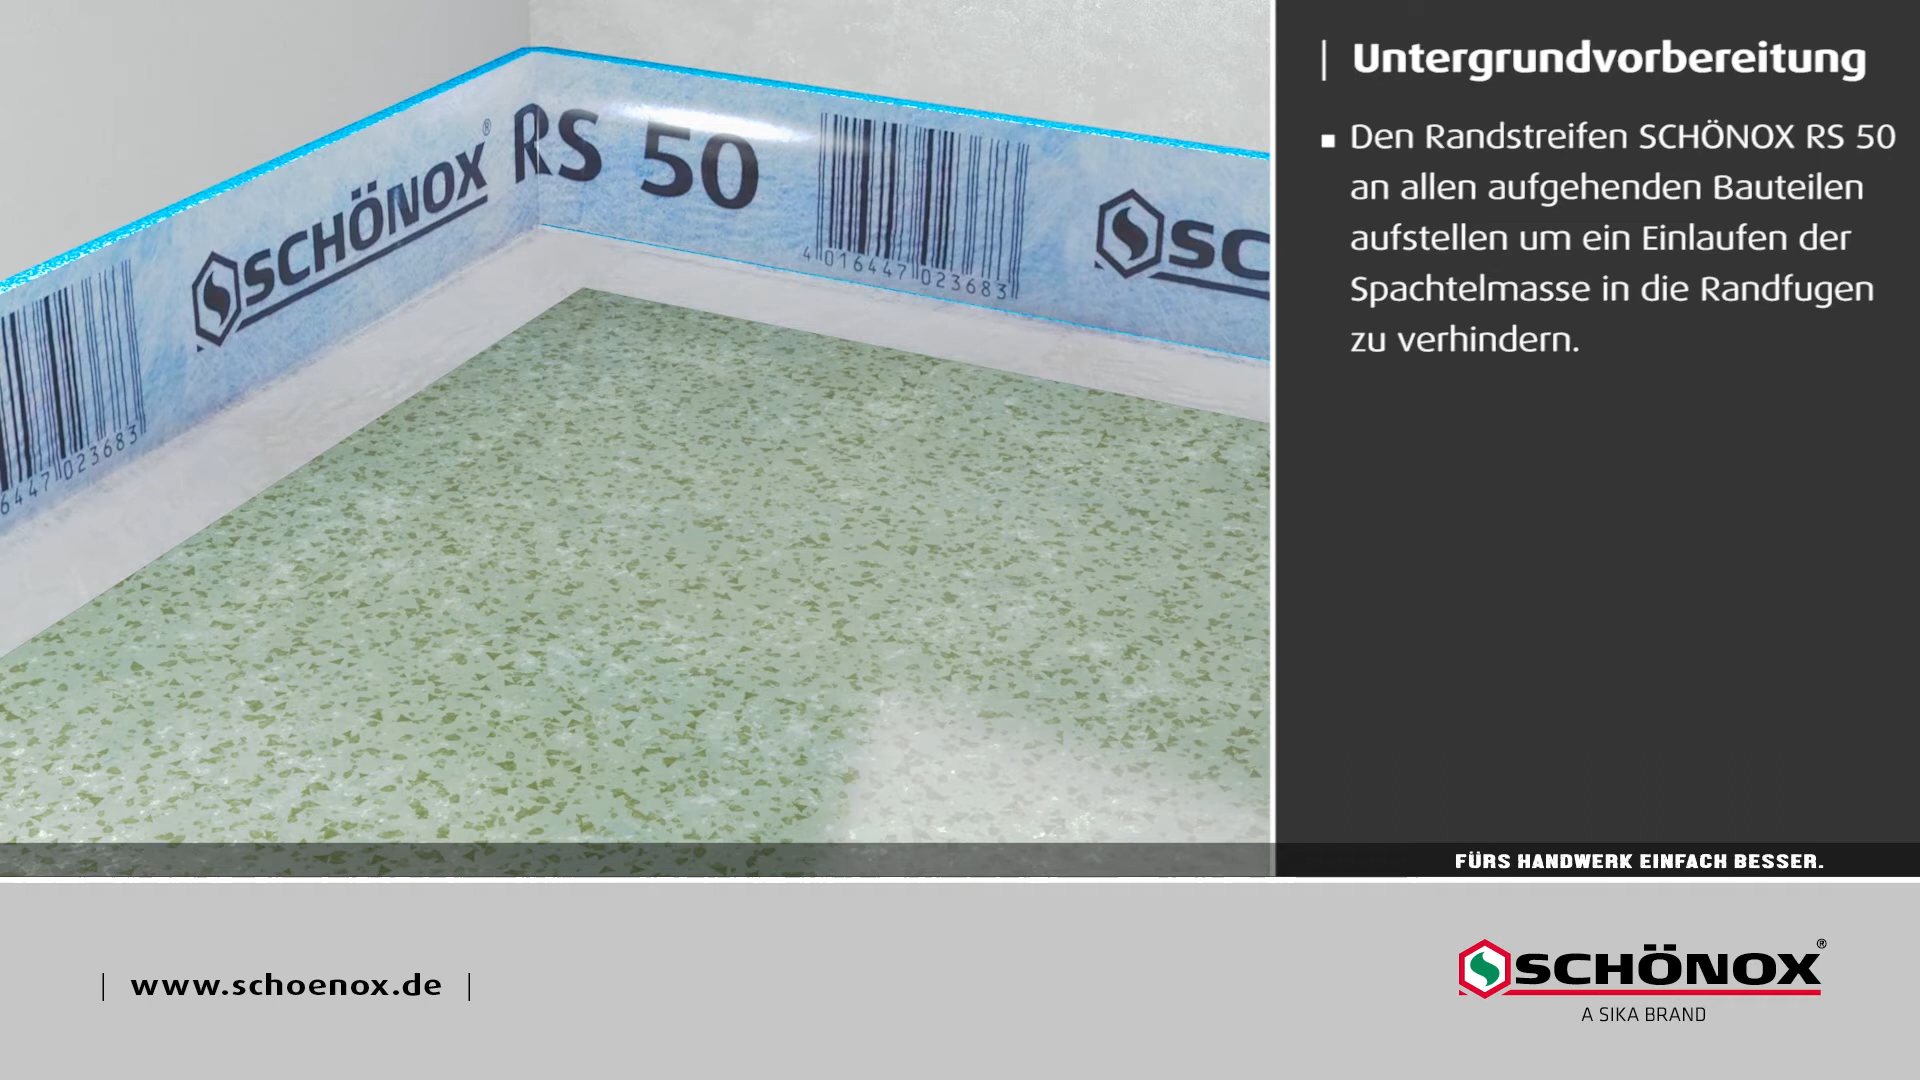 Untergrundvorbereitung
▪ Den Randstreifen SCHÖNOX RS 50
an allen aufgehenden Bauteilen
aufstellen um ein Einlaufen der
Spachtelmasse in die Randfugen
zu verhindern.
SCHÖNOX® RS 50
4 016447 023683
SC
6447 023683
FÜRS HANDWERK EINFACH BESSER.
| www.schoenox.de |
SCHÖNOX®
A SIKA BRAND